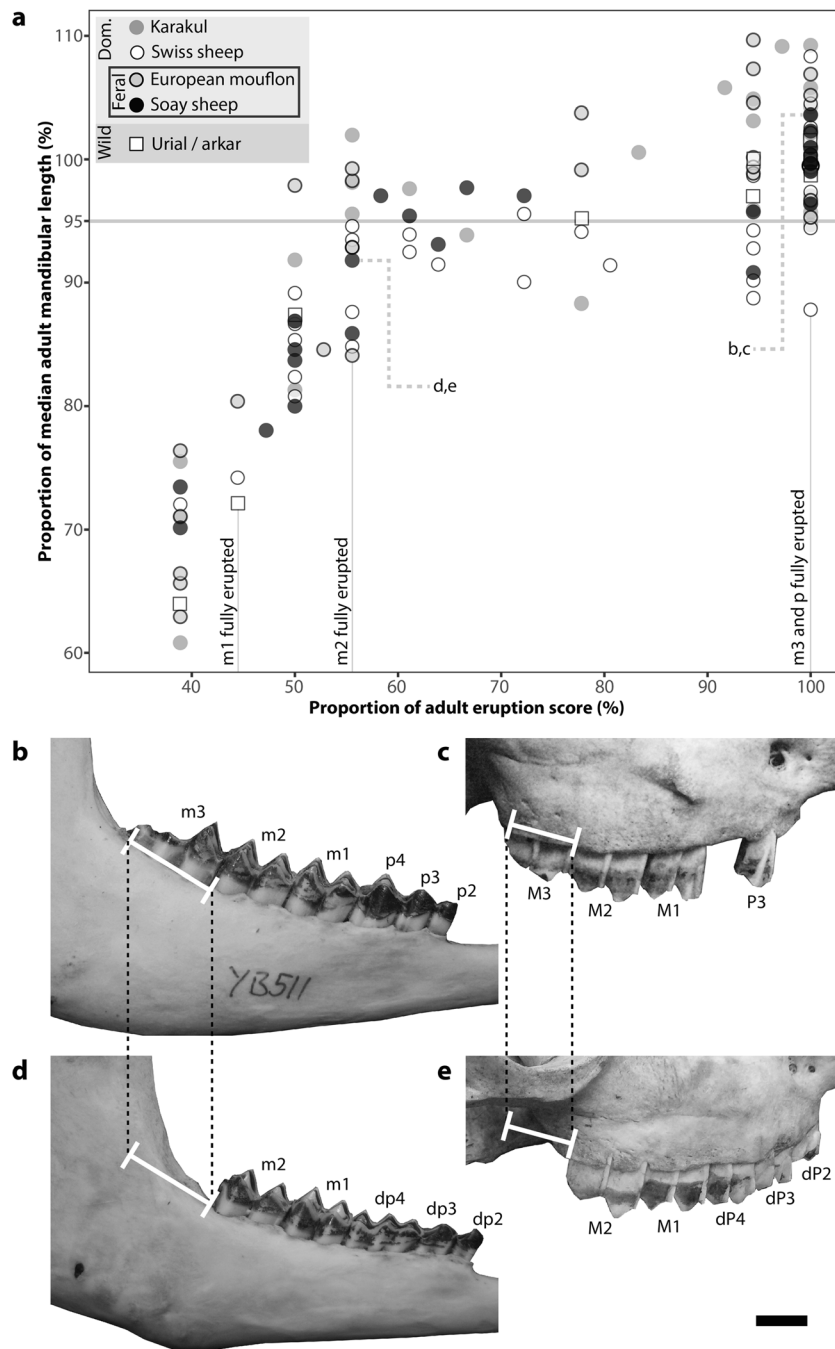 a
Dom.
Karakul
Swiss sheep
Feral
European mouflon
Soay sheep
Wild
Urial / arkar
Proportion of median adult mandibular length (%)
110
100
95
90
80
70
60
d,e
b,c
m1 fully erupted
m2 fully erupted
m3 and p fully erupted
40
50
60
70
80
90
100
Proportion of adult eruption score (%)
b
m3
m2
m1
p4
p3
p2
YB511
c
M3
M2
M1
P3
d
m2
m1
dp4
dp3
dp2
e
M2
M1
dP4
dP3
dP2